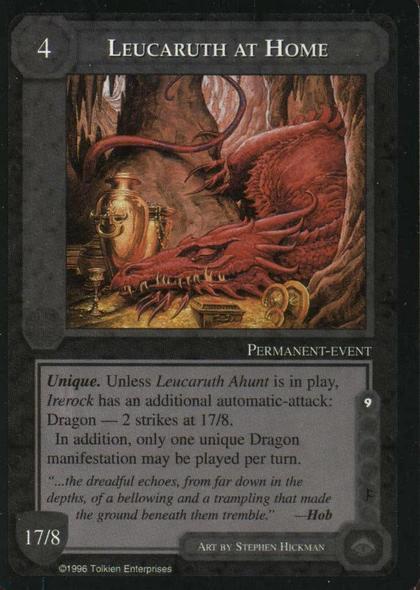 4
LEUCARUTH AT HOME
PERMANENT-EVENT
Unique. Unless Leucaruth Ahunt is in play,
Irerock has an additional automatic-attack:
Dragon — 2 strikes at 17/8.
In addition, only one unique Dragon
manifestation may be played per turn.
9
“...the dreadful echoes, from far down in the
depths, of a bellowing and a trampling that made
the ground beneath them tremble.” —Hob
17/8
ART BY STEPHEN HICKMAN
©1996 Tolkien Enterprises